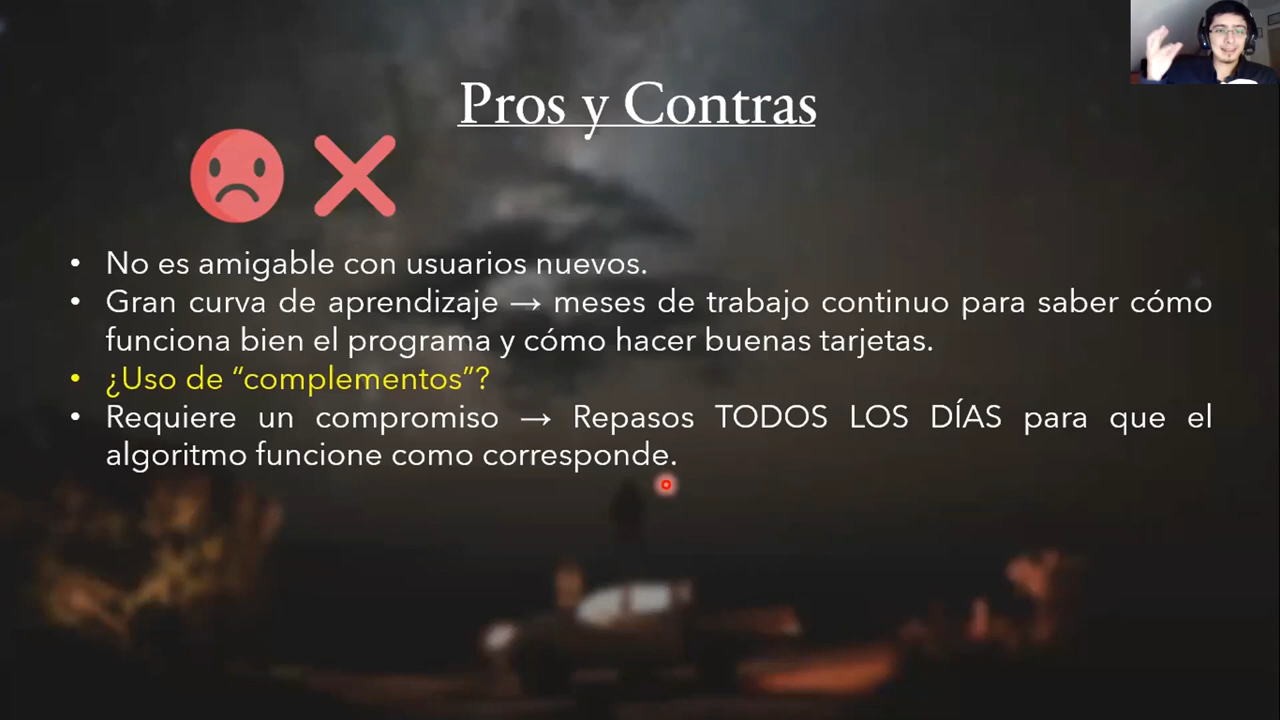 Pros y Contras
• No es amigable con usuarios nuevos.
• Gran curva de aprendizaje → meses de trabajo continuo para saber cómo
funciona bien el programa y cómo hacer buenas tarjetas.
• ¿Uso de “complementos”?
• Requiere un compromiso → Repasos TODOS LOS DÍAS para que el
algoritmo funcione como corresponde.